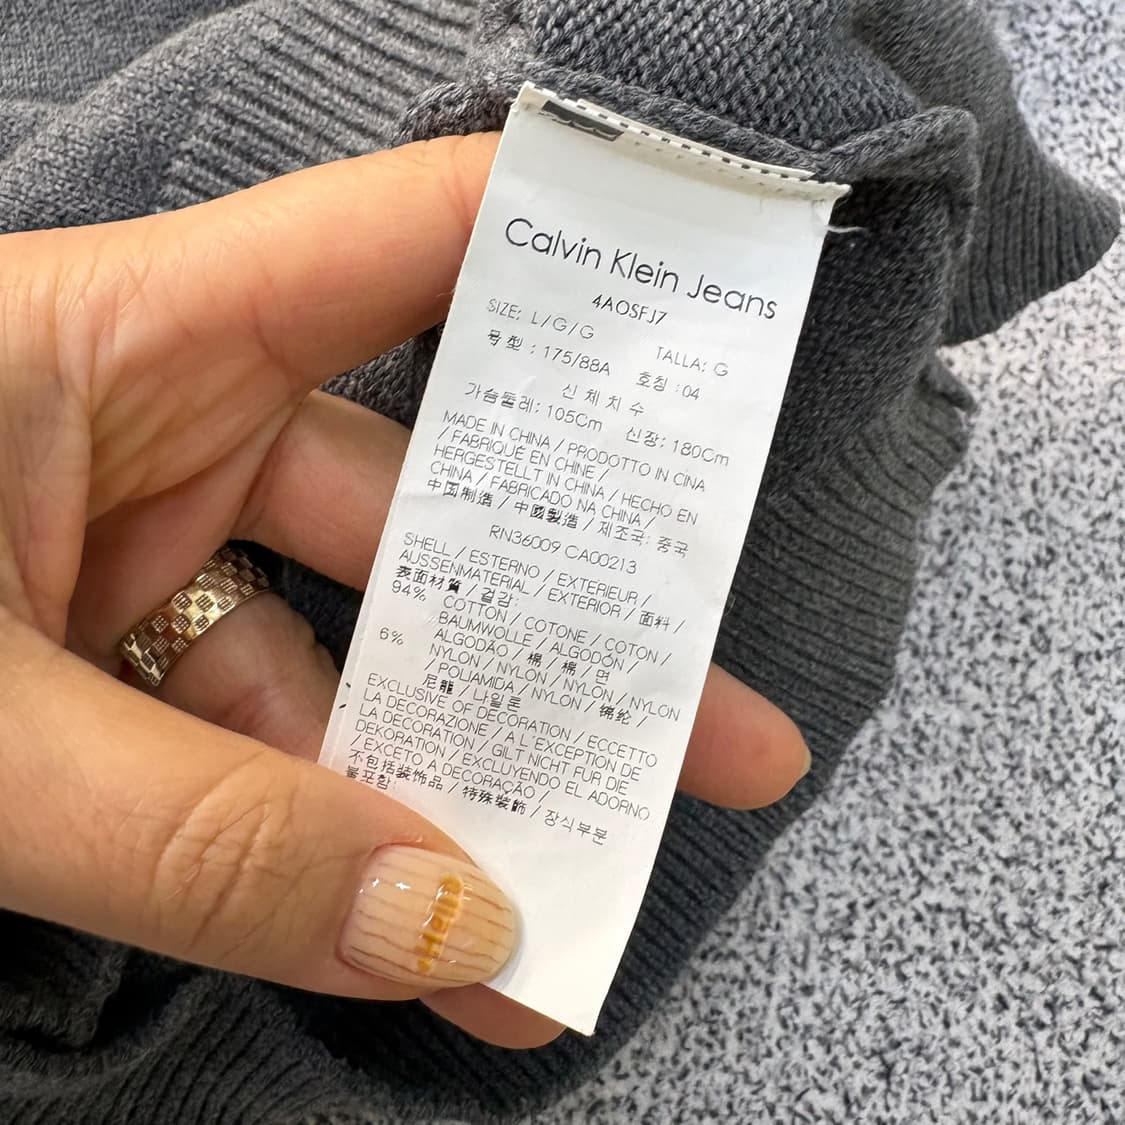 Calvin Klein Jeans
4AOSFJ7
SIZE: L/G/G TALLA: G
号型：175/88A 호칭:04
신체치수
가슴둘레: 105Cm 신장: 180Cm
MADE IN CHINA / PRODOTTO IN CINA
/ FABRIQUÉ EN CHINE /
HERGESTELLT IN CHINA / HECHO EN
CHINA / FABRICADO NA CHINA /
中国制造 / 中國製造 / 제조국: 중국
RN36009 CA00213
SHELL / ESTERNO / EXTÉRIEUR /
AUSSENMATERIAL / EXTERIOR / 面料 /
表面材質 / 겉감:
94% COTTON / COTONE / COTON /
BAUMWOLLE / ALGODÓN /
ALGODAO / 棉 / 棉 / 면
6% NYLON / NYLON / NYLON / NYLON
/ POLIAMIDA / NYLON / 锦纶 /
尼龍 / 나일론
EXCLUSIVE OF DECORATION / ECCETTO
LA DECORAZIONE / A L'EXCEPTION DE
LA DECORATION / GILT NICHT FUR DIE
DEKORATION / EXCLUYENDO EL ADORNO
/ EXCETO A DECORAÇÃO /
不包括装饰品 / 特殊裝飾 / 장식부분
불포함: